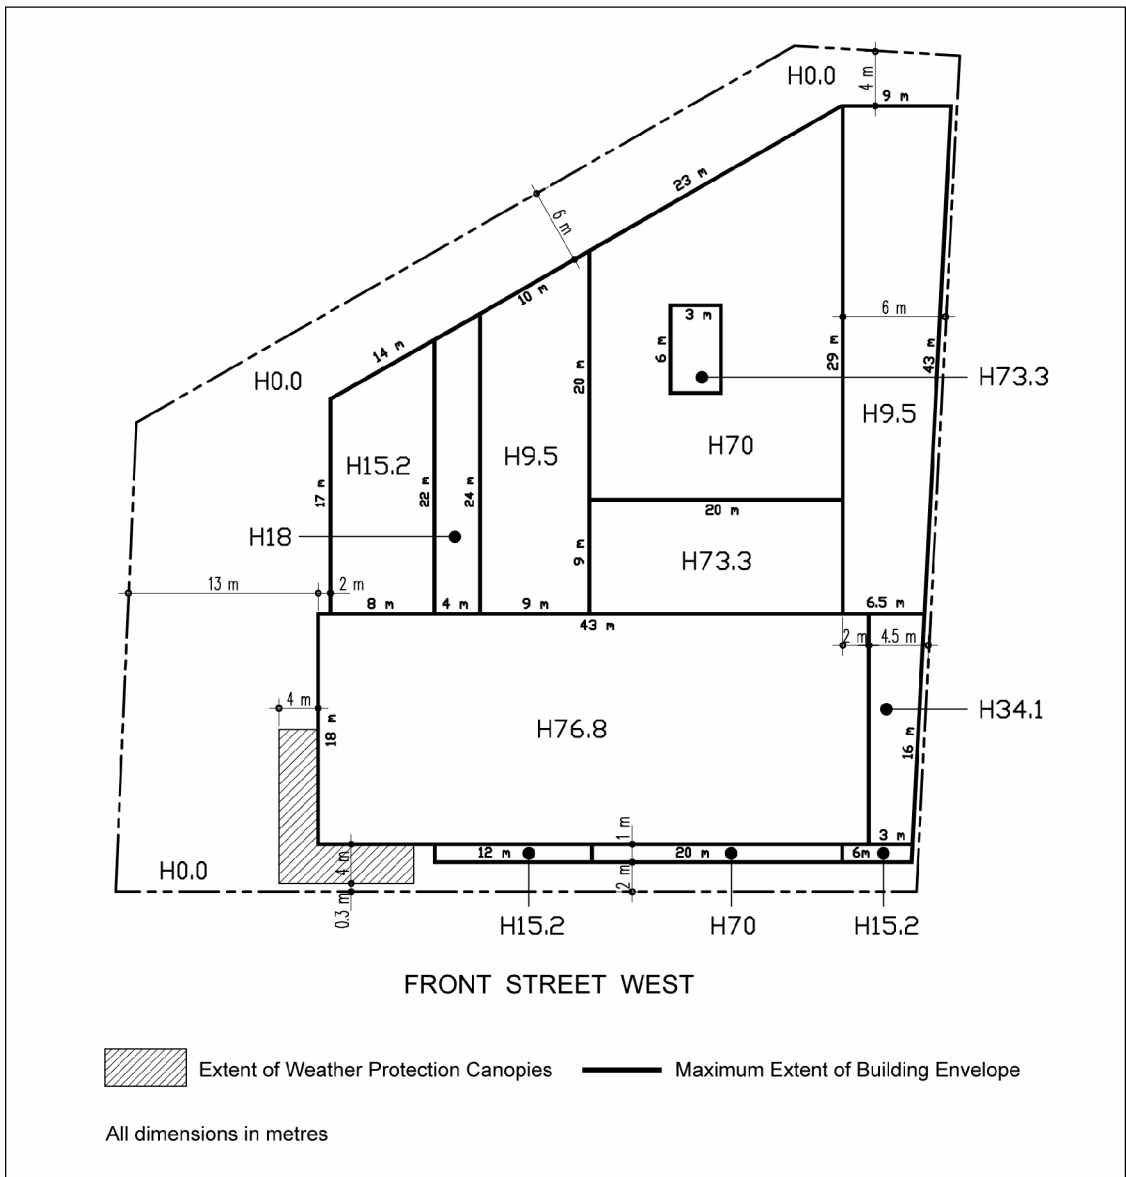 H0.0
4 m
9 m
23 m
6 m
10 m
3 m
6 m
6 m
14 m
H0.0
20 m
29 m
43 m
H73.3
H9.5
H15.2
H9.5
H70
17 m
22 m
24 m
20 m
H18
9 m
H73.3
13 m
2 m
8 m
4 m
9 m
6.5 m
43 m
2 m
4.5 m
4 m
18 m
H76.8
16 m
H34.1
1 m
3 m
12 m
20 m
6m
4 m
2 m
H0.0
0.3 m
H15.2
H70
H15.2
FRONT STREET WEST
Extent of Weather Protection Canopies
Maximum Extent of Building Envelope
All dimensions in metres